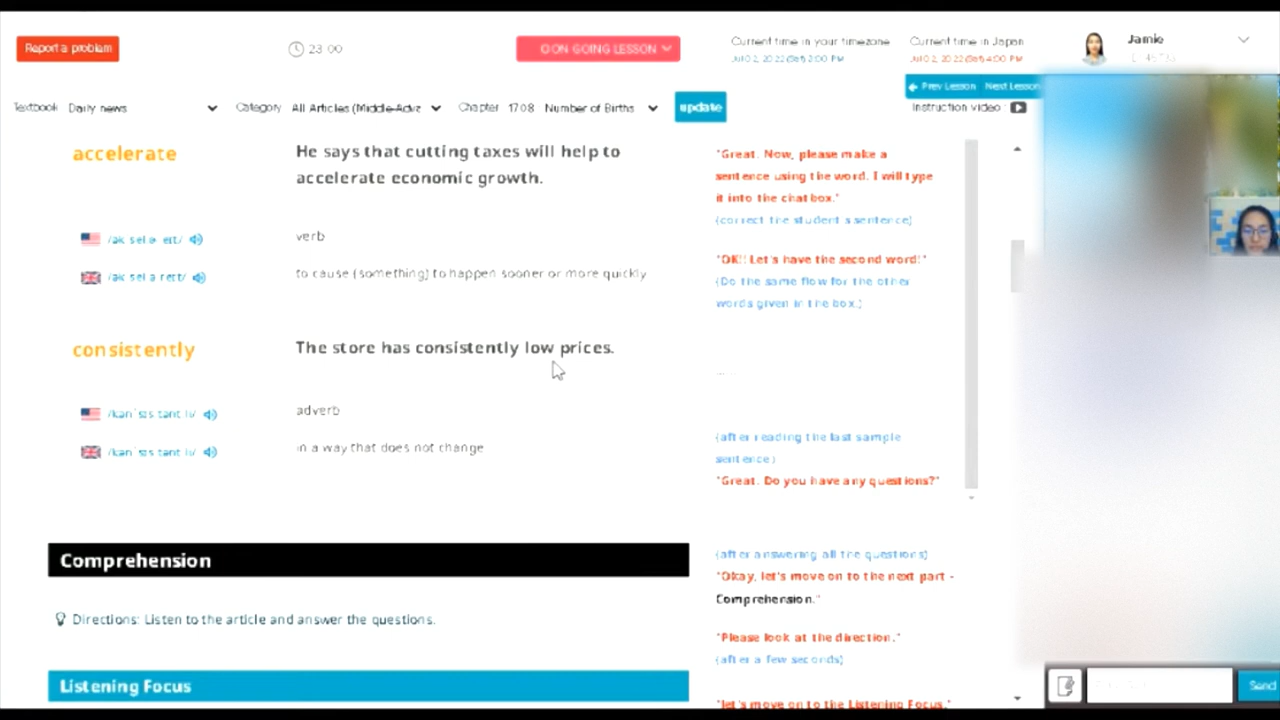 Report a problem
23:00
ON GOING LESSON
Current time in your timezone
Current time in Japan
Jamie
Prev Lesson
Next Lesson
Textbook
Daily news
Category
All Articles (Middle-Adva
Chapter
1708
Number of Births
update
Instruction video
accelerate
He says that cutting taxes will help to
accelerate economic growth.
verb
to cause (something) to happen sooner or more quickly
consistently
The store has consistently low prices.
adverb
in a way that does not change
Comprehension
Directions: Listen to the article and answer the questions.
Listening Focus
"Great. Now, please make a
sentence using the word. I will type
it into the chat box."
(correct the student's sentence)
"OK!! Let's have the second word!"
(Do the same flow for the other
words given in the box.)
(after reading the last sample
sentence)
"Great. Do you have any questions?"
(after answering all the questions)
"Okay, let's move on to the next part -
Comprehension."
"Please look at the direction."
(after a few seconds)
"let's move on to the Listening Focus."
Send